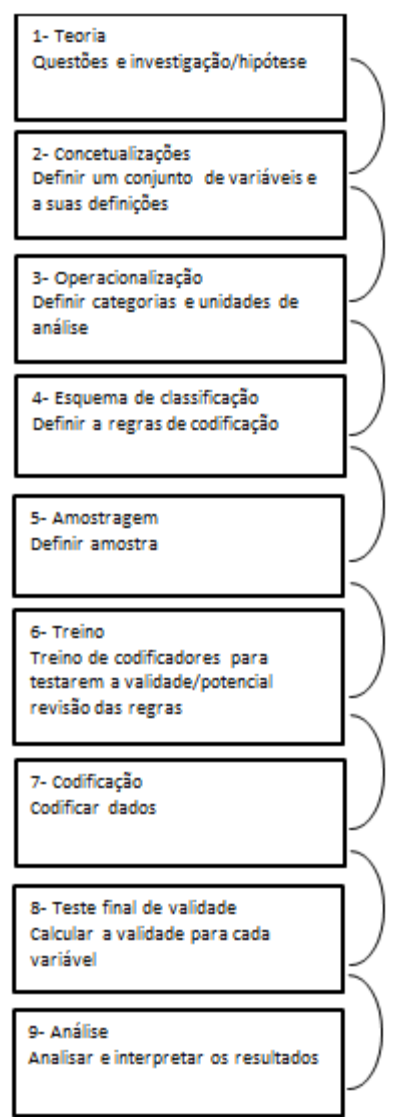 1- Teoria
Questões e investigação/hipótese
2- Concetualizações
Definir um conjunto de variáveis e
a suas definições
3- Operacionalização
Definir categorias e unidades de
análise
4- Esquema de classificação
Definir a regras de codificação
5- Amostragem
Definir amostra
6- Treino
Treino de codificadores para
testarem a validade/potencial
revisão das regras
7- Codificação
Codificar dados
8- Teste final de validade
Calcular a validade para cada
variável
9- Análise
Analisar e interpretar os resultados